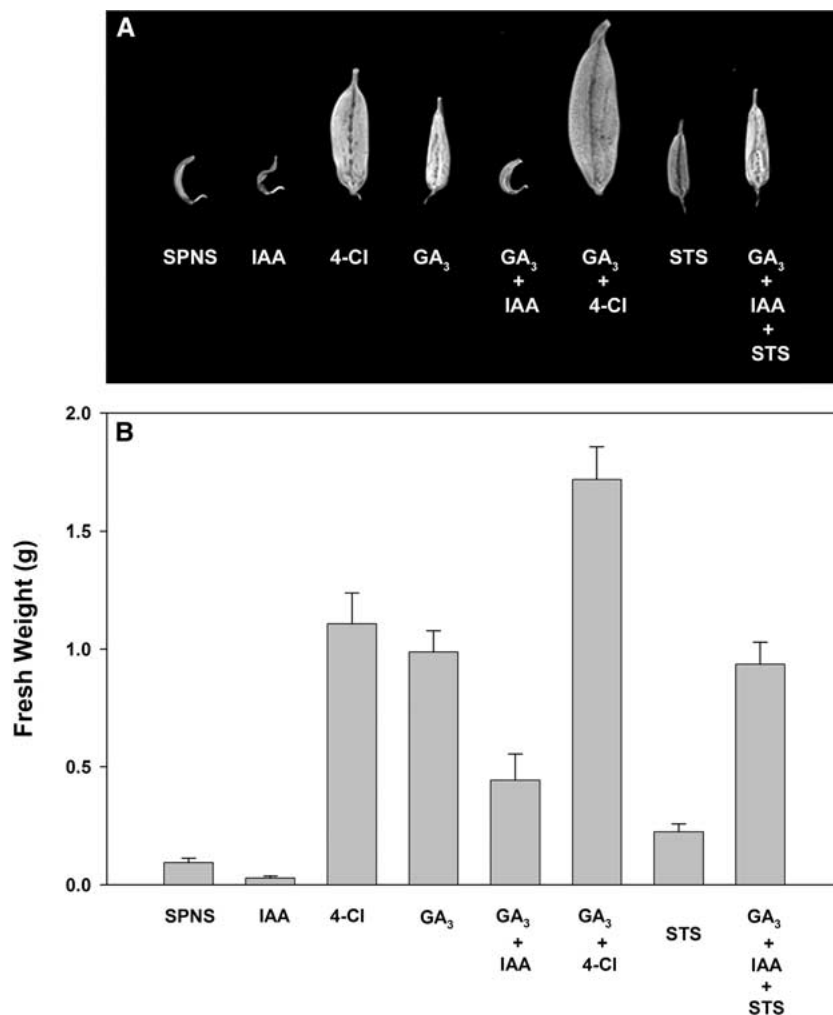 A
SPNS IAA 4-Cl GA3 GA3 + IAA GA3 + 4-Cl STS GA3 + IAA + STS
B
Fresh Weight (g)
2.0
1.5
1.0
0.5
0.0
SPNS IAA 4-Cl GA3 GA3 + IAA GA3 + 4-Cl STS GA3 + IAA + STS